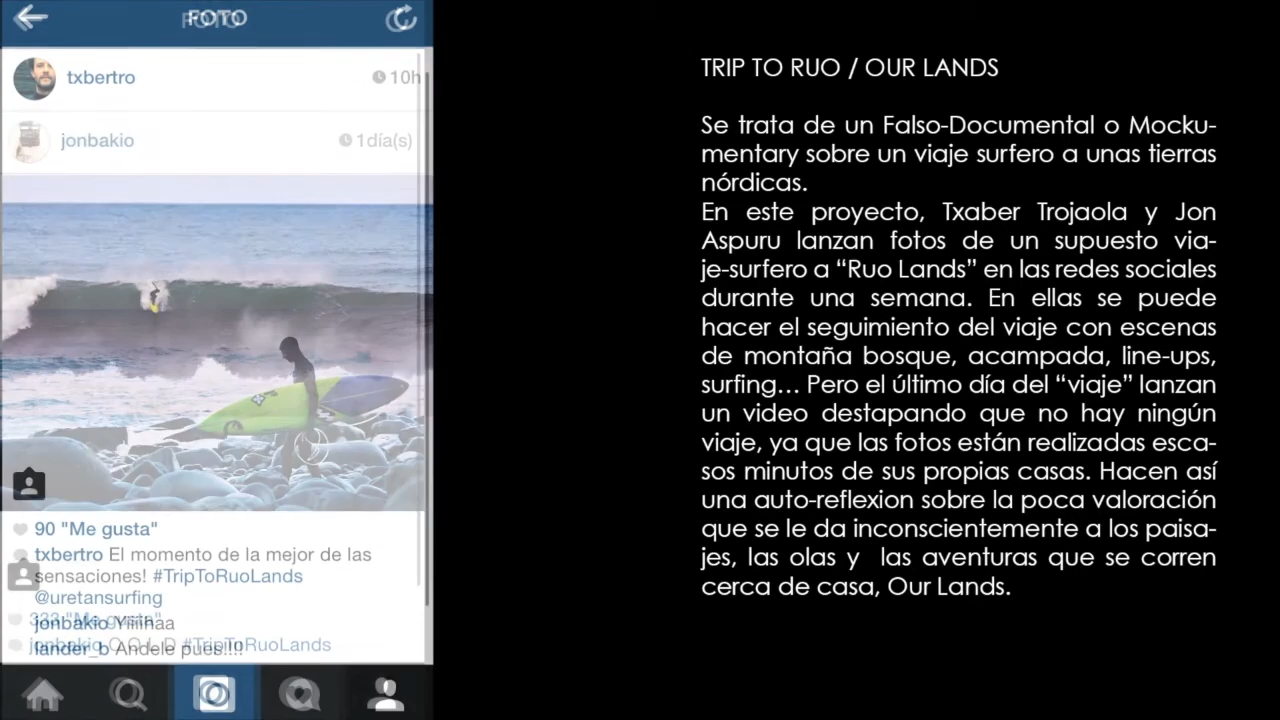 FOTO
txbertro
10h
jonbakio
1día(s)
90 "Me gusta"
txbertro El momento de la mejor de las
sensaciones! #TripToRuoLands
@uretansurfing
333 "Me gusta"
jonbakio Yiiiihaa
jonbakio C O L D #TripToRuoLands
lander_b Andele pues!!!!
TRIP TO RUO / OUR LANDS
Se trata de un Falso-Documental o Mocku-
mentary sobre un viaje surfero a unas tierras
nórdicas.
En este proyecto, Txaber Trojaola y Jon
Aspuru lanzan fotos de un supuesto via-
je-surfero a “Ruo Lands” en las redes sociales
durante una semana. En ellas se puede
hacer el seguimiento del viaje con escenas
de montaña bosque, acampada, line-ups,
surfing... Pero el último día del “viaje” lanzan
un video destapando que no hay ningún
viaje, ya que las fotos están realizadas esca-
sos minutos de sus propias casas. Hacen así
una auto-reflexion sobre la poca valoración
que se le da inconscientemente a los paisa-
jes, las olas y las aventuras que se corren
cerca de casa, Our Lands.